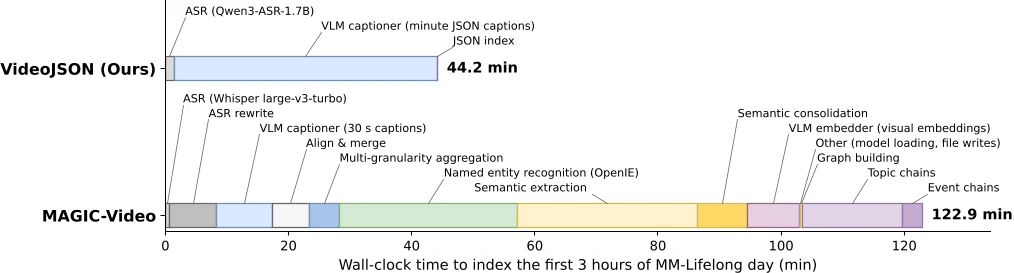 ASR (Qwen3-ASR-1.7B)
VLM captioner (minute JSON captions)
JSON index
VideoJSON (Ours)
44.2 min
ASR (Whisper large-v3-turbo)
ASR rewrite
VLM captioner (30 s captions)
Align & merge
Multi-granularity aggregation
Named entity recognition (OpenIE)
Semantic extraction
Semantic consolidation
VLM embedder (visual embeddings)
Other (model loading, file writes)
Graph building
Topic chains
Event chains
MAGIC-Video
122.9 min
0 20 40 60 80 100 120
Wall-clock time to index the first 3 hours of MM-Lifelong day (min)